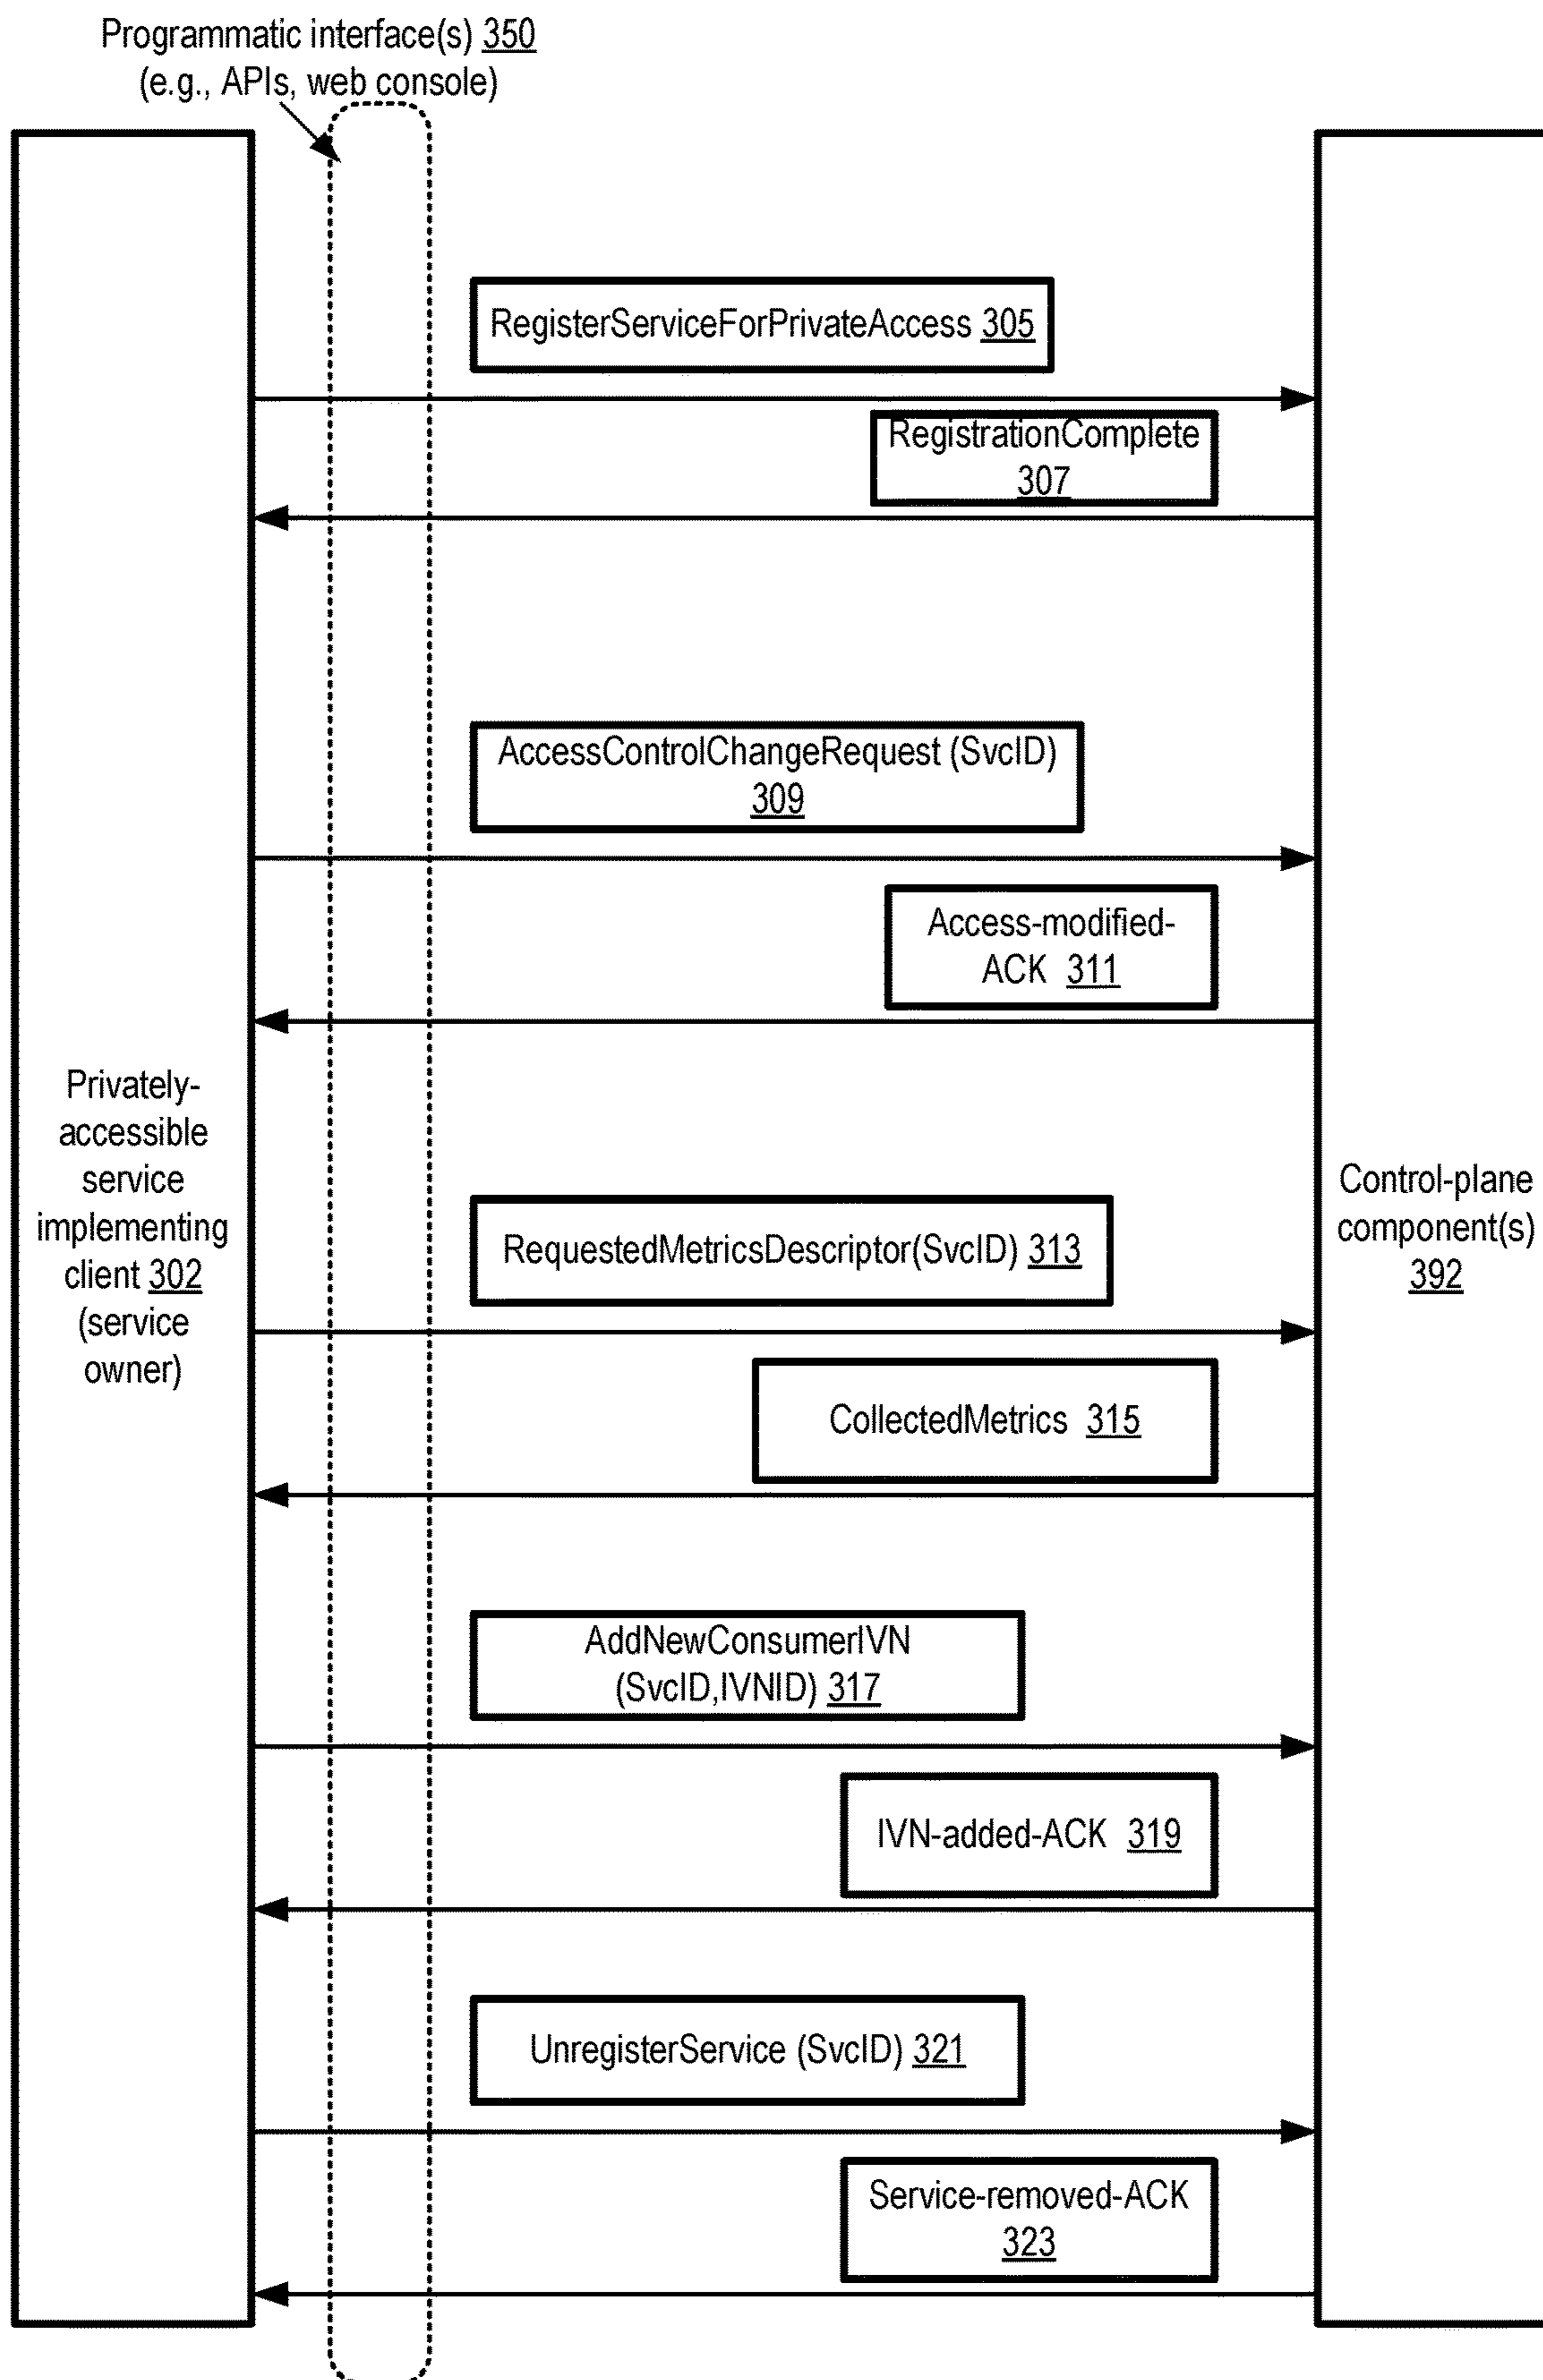 Programmatic interface(s) 350
(e.g., APIs, web console)
RegisterServiceForPrivateAccess 305
RegistrationComplete
307
AccessControlChangeRequest (SvcID)
309
Access-modified-
ACK 311
Privately-
accessible
service
implementing
client 302
(service
owner)
Control-plane
component(s)
392
RequestedMetricsDescriptor(SvcID) 313
CollectedMetrics 315
AddNewConsumerIVN
(SvcID,IVNID) 317
IVN-added-ACK 319
UnregisterService (SvcID) 321
Service-removed-ACK
323